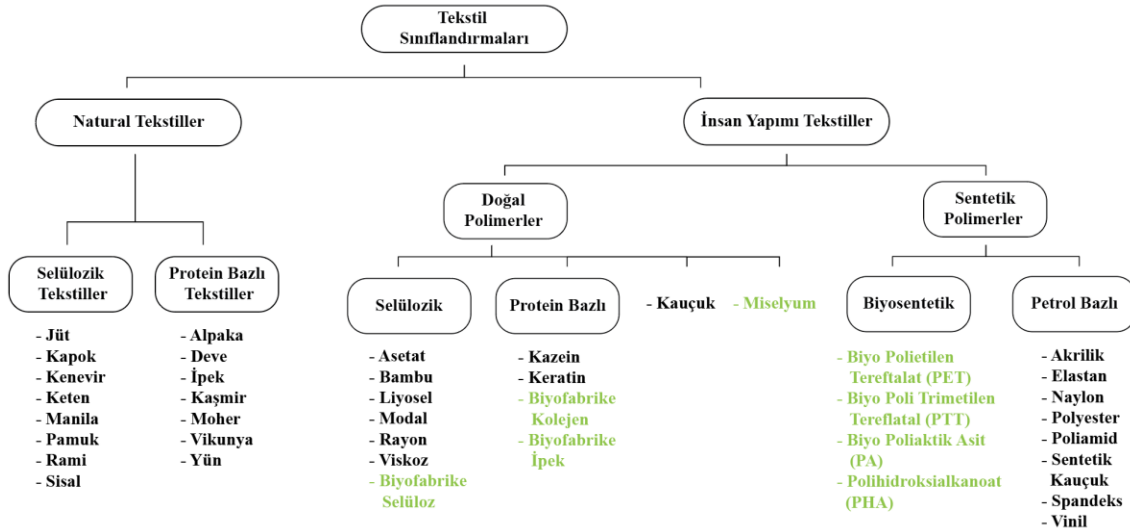 Tekstil
Sınıflandırmaları
Natural Tekstiller
İnsan Yapımı Tekstiller
Doğal
Polimerler
Sentetik
Polimerler
Selülozik
Tekstiller
Protein Bazlı
Tekstiller
Selülozik
Protein Bazlı
- Kauçuk
- Miselyum
Biyosentetik
Petrol Bazlı
- Jüt
- Kapok
- Kenevir
- Keten
- Manila
- Pamuk
- Rami
- Sisal
- Alpaka
- Deve
- İpek
- Kaşmir
- Moher
- Vikunya
- Yün
- Asetat
- Bambu
- Liyosel
- Modal
- Rayon
- Viskoz
- Biyofabrike
Selüloz
- Kazein
- Keratin
- Biyofabrike
Kolejen
- Biyofabrike
İpek
- Biyo Polietilen
Tereftalat (PET)
- Biyo Poli Trimetilen
Tereflatal (PTT)
- Biyo Poliaktik Asit
(PA)
- Polihidroksialkanoat
(PHA)
- Akrilik
- Elastan
- Naylon
- Polyester
- Poliamid
- Sentetik
Kauçuk
- Spandeks
- Vinil